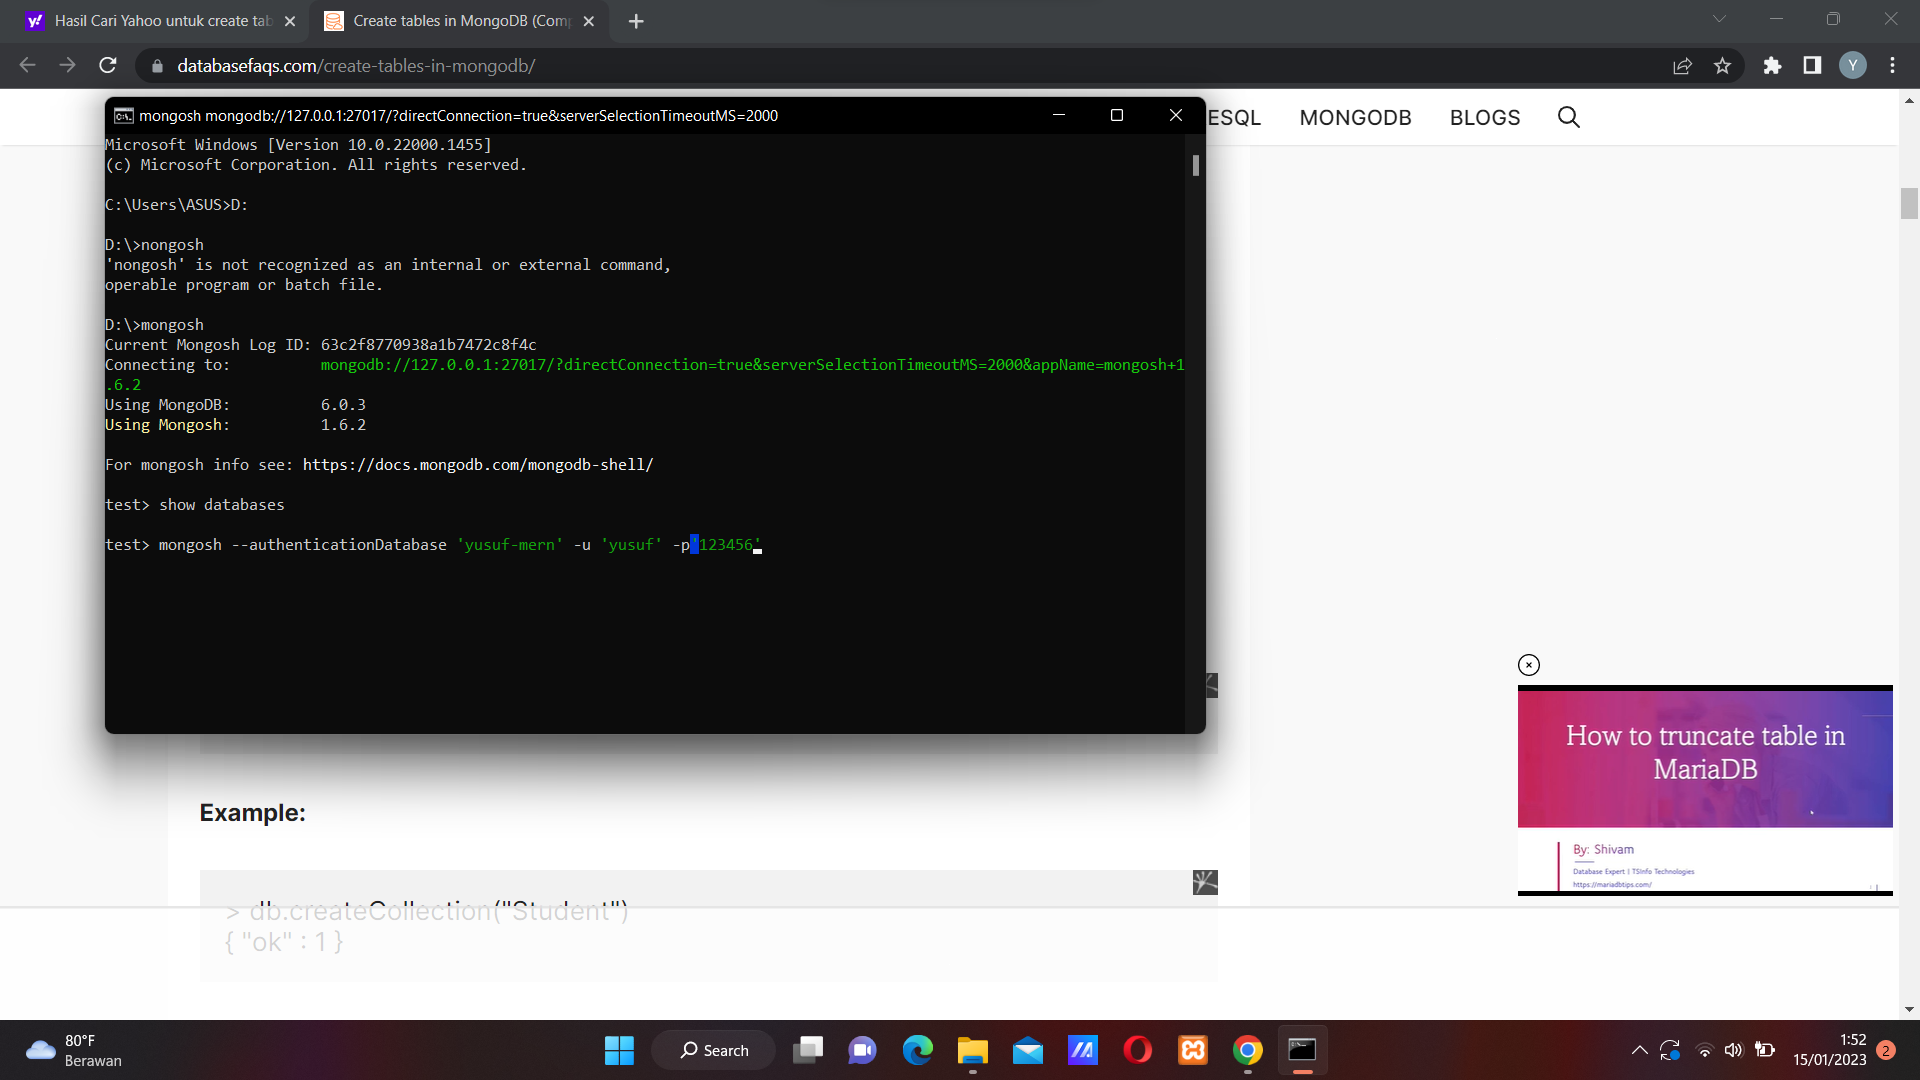 Hasil Cari Yahoo untuk create tab
Create tables in MongoDB (Comp
databasefaqs.com/create-tables-in-mongodb/
Y
mongosh mongodb://127.0.0.1:27017/?directConnection=true&serverSelectionTimeoutMS=2000
ESQL MONGODB BLOGS
Microsoft Windows [Version 10.0.22000.1455]
(c) Microsoft Corporation. All rights reserved.
C:\Users\ASUS>D:
D:\>nongosh
'nongosh' is not recognized as an internal or external command,
operable program or batch file.
D:\>mongosh
Current Mongosh Log ID: 63c2f8770938a1b7472c8f4c
Connecting to: mongodb://127.0.0.1:27017/?directConnection=true&serverSelectionTimeoutMS=2000&appName=mongosh+1
.6.2
Using MongoDB: 6.0.3
Using Mongosh: 1.6.2
For mongosh info see: https://docs.mongodb.com/mongodb-shell/
test> show databases
test> mongosh --authenticationDatabase 'yusuf-mern' -u 'yusuf' -p'123456'
How to truncate table in
MariaDB
By: Shivam
Database Expert | TSInfo Technologies
https://mariadbtips.com/
Example:
> db.createCollection("Student")
{ "ok" : 1 }
80°F
Berawan
Search
1:52
15/01/2023
2